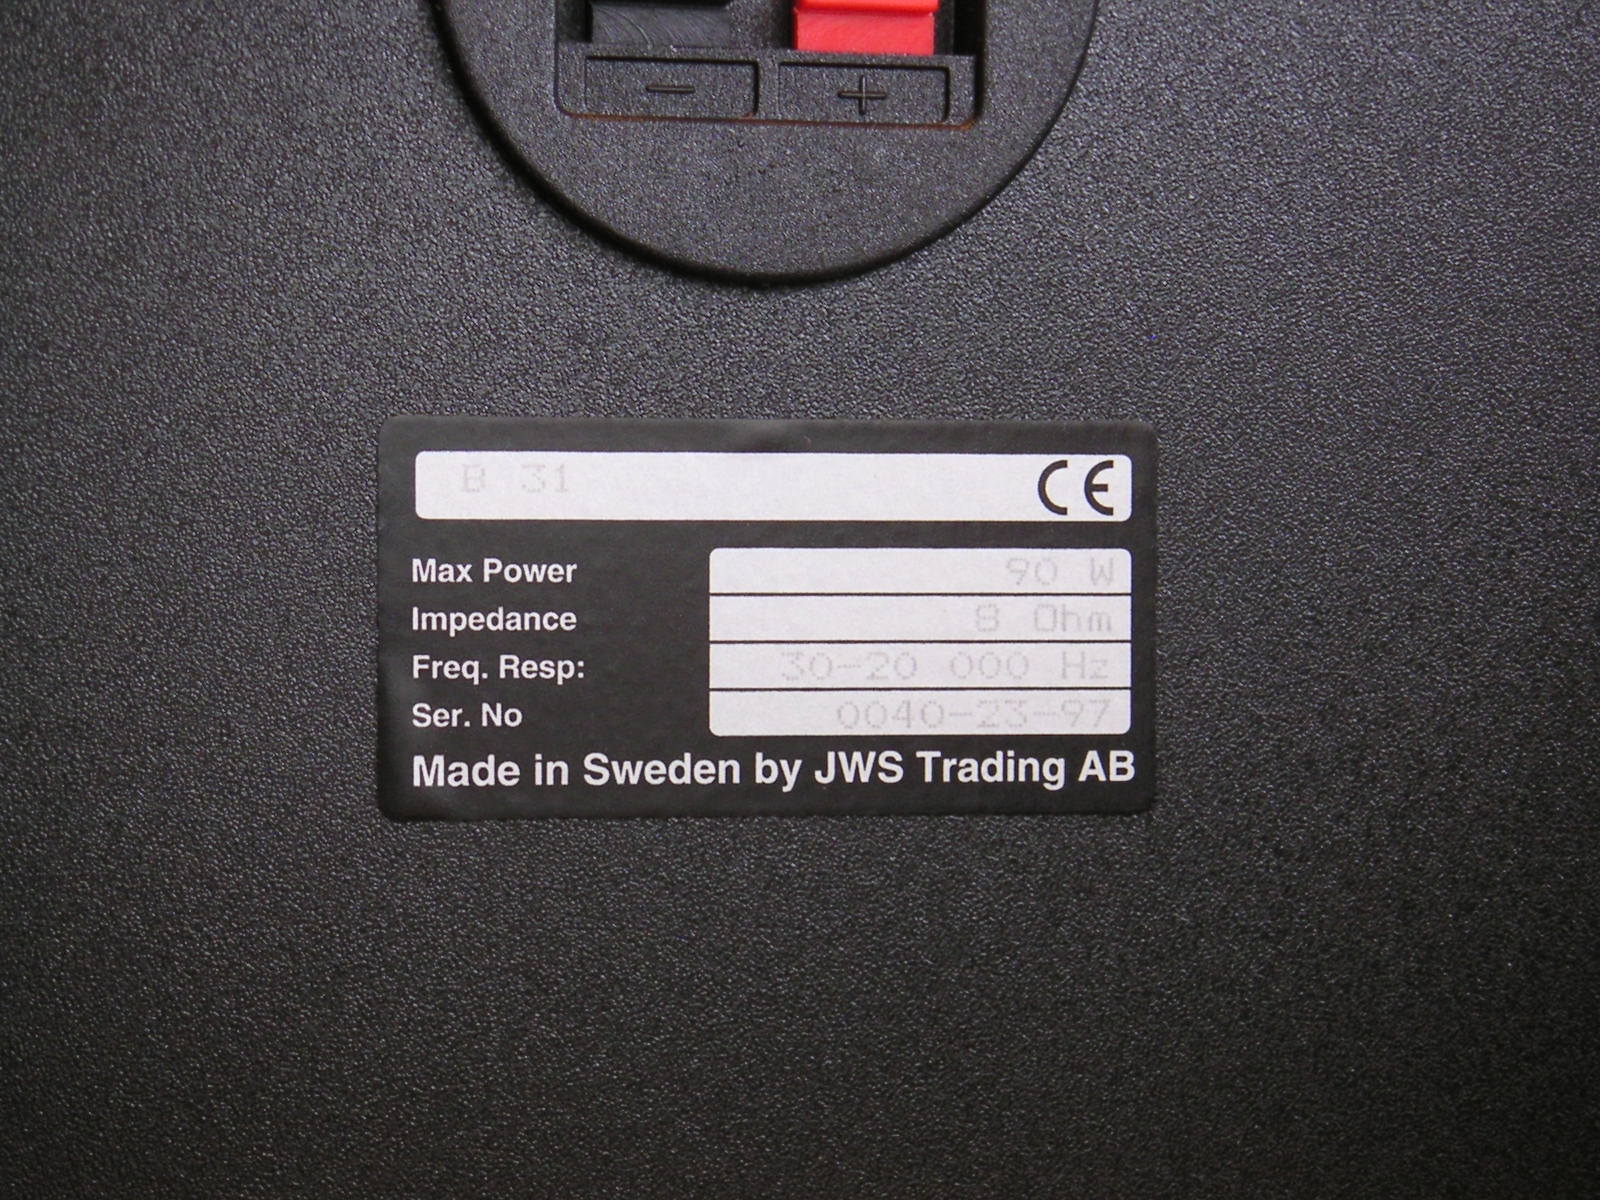 - +
B 31 CE
Max Power 90 W
Impedance 8 Ohm
Freq. Resp: 30-20 000 Hz
Ser. No 0040-23-97
Made in Sweden by JWS Trading AB